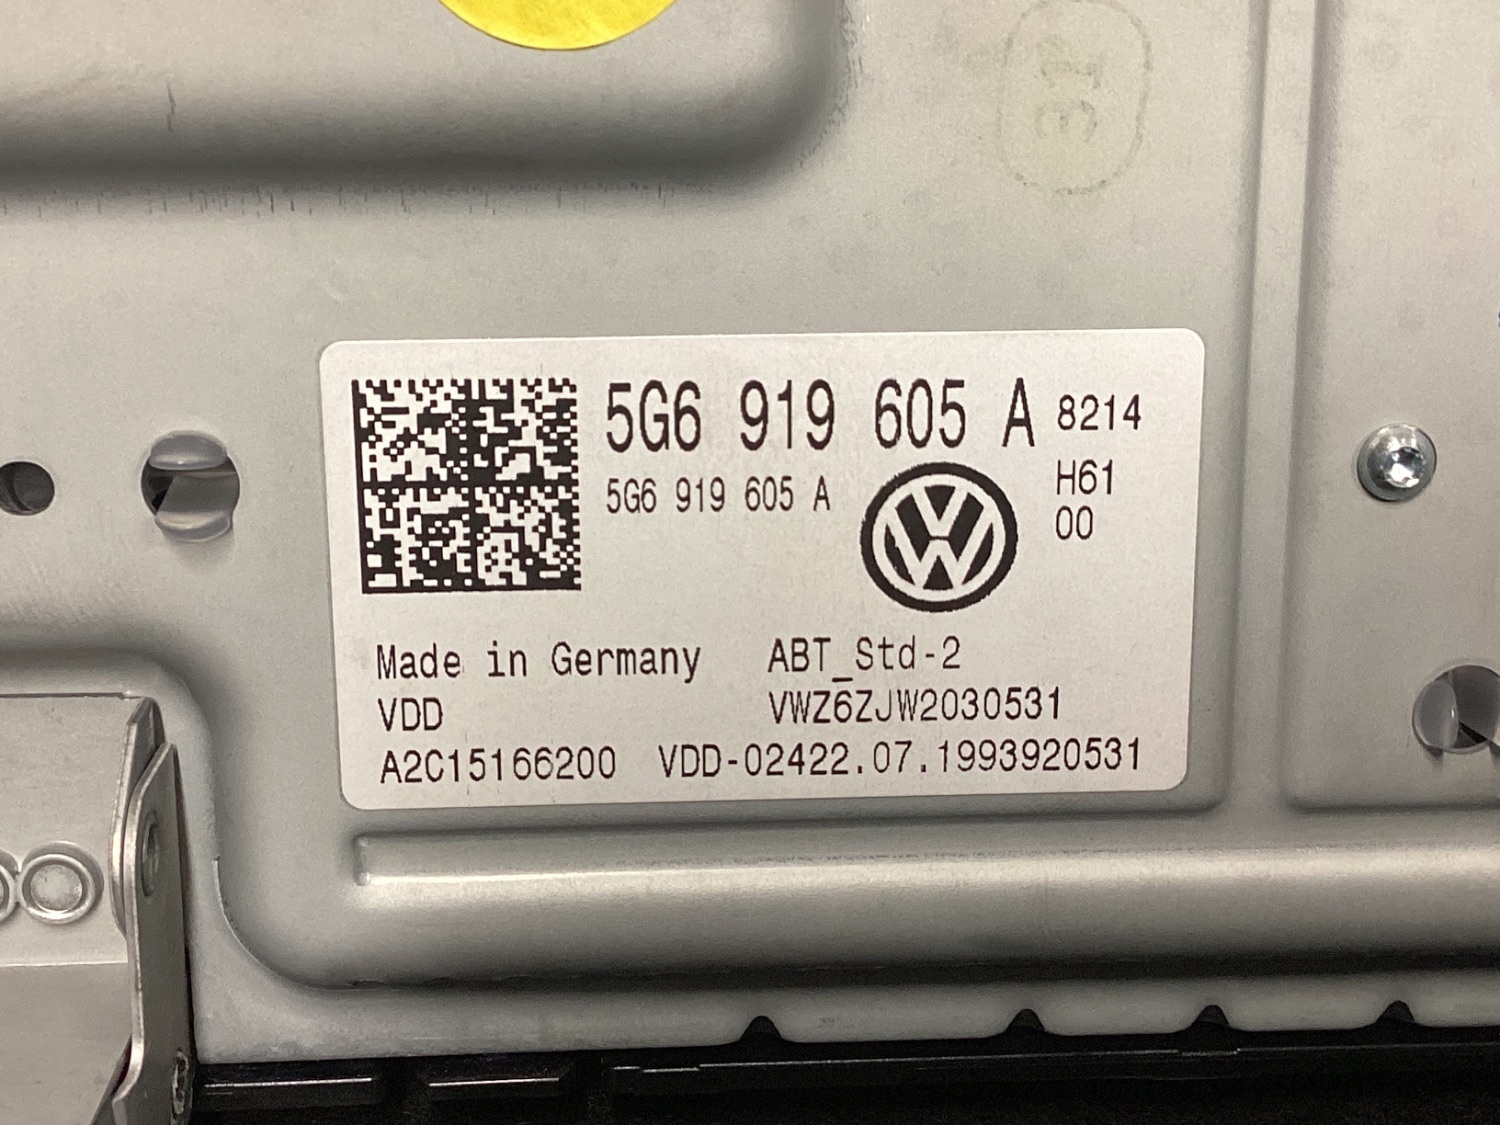 5G6 919 605 A 8214
5G6 919 605 A
H61
00
Made in Germany ABT_Std-2
VDD VWZ6ZJW2030531
A2C15166200 VDD-02422.07.1993920531